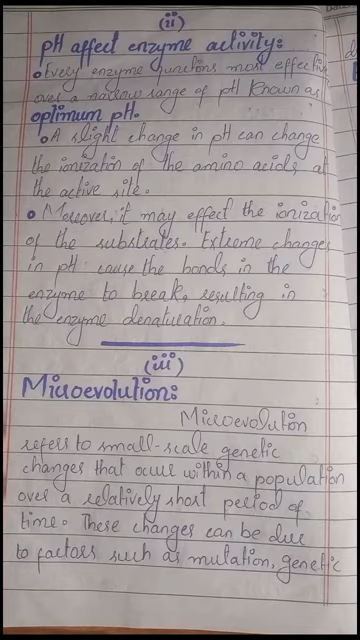 (ii)
pH affect enzyme activity:
• Every enzyme functions most effective
over a narrow range of pH known as
optimum pH.
• A slight change in pH can change
the ionization of the amino acids at
the active site.
• Moreover, it may effect the ionization
of the substrates. Extreme changes
in pH cause the bonds in the
enzyme to break, resulting in
the enzyme denaturation.
(iii)
Microevolution:
Microevolution
refers to small-scale genetic
changes that occur within a population
over a relatively short period of
time. These changes can be due
to factors such as mutation, genetic